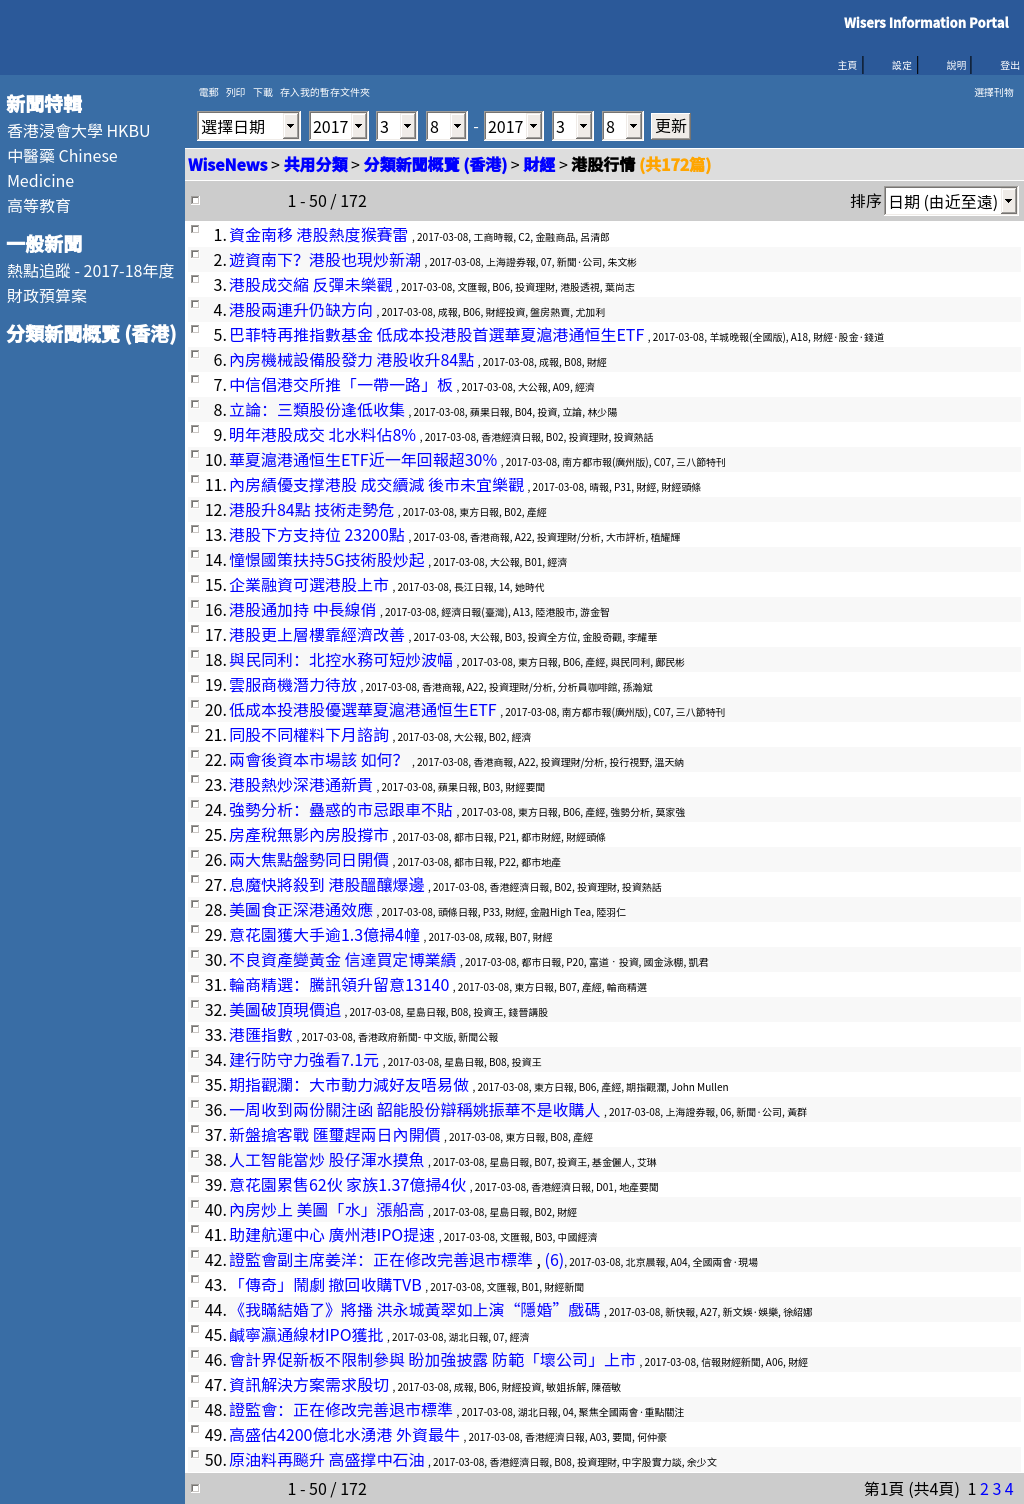 Wisers Information Portal
主頁 設定 說明 登出
電郵 列印 下載 存入我的暫存文件夾 選擇刊物
新聞特輯
香港浸會大學 HKBU
中醫藥 Chinese
Medicine
高等教育
一般新聞
熱點追蹤 - 2017-18年度
財政預算案
分類新聞概覽 (香港)
選擇日期 2017 3 8 - 2017 3 8 更新
WiseNews > 共用分類 > 分類新聞概覽 (香港) > 財經 > 港股行情 (共172篇)
1 - 50 / 172 排序 日期 (由近至遠)
1. 資金南移 港股熱度猴賽雷 , 2017-03-08, 工商時報, C2, 金融商品, 呂清郎
2. 遊資南下？港股也現炒新潮 , 2017-03-08, 上海證券報, 07, 新聞·公司, 朱文彬
3. 港股成交縮 反彈未樂觀 , 2017-03-08, 文匯報, B06, 投資理財, 港股透視, 葉尚志
4. 港股兩連升仍缺方向 , 2017-03-08, 成報, B06, 財經投資, 盤房熱賣, 尤加利
5. 巴菲特再推指數基金 低成本投港股首選華夏滬港通恒生ETF , 2017-03-08, 羊城晚報(全國版), A18, 財經·股金·錢道
6. 內房機械設備股發力 港股收升84點 , 2017-03-08, 成報, B08, 財經
7. 中信倡港交所推「一帶一路」板 , 2017-03-08, 大公報, A09, 經濟
8. 立論：三類股份逢低收集 , 2017-03-08, 蘋果日報, B04, 投資, 立論, 林少陽
9. 明年港股成交 北水料佔8% , 2017-03-08, 香港經濟日報, B02, 投資理財, 投資熱話
10. 華夏滬港通恒生ETF近一年回報超30% , 2017-03-08, 南方都市報(廣州版), C07, 三八節特刊
11. 內房績優支撐港股 成交續減 後市未宜樂觀 , 2017-03-08, 晴報, P31, 財經, 財經頭條
12. 港股升84點 技術走勢危 , 2017-03-08, 東方日報, B02, 產經
13. 港股下方支持位 23200點 , 2017-03-08, 香港商報, A22, 投資理財/分析, 大市評析, 植耀輝
14. 憧憬國策扶持5G技術股炒起 , 2017-03-08, 大公報, B01, 經濟
15. 企業融資可選港股上市 , 2017-03-08, 長江日報, 14, 她時代
16. 港股通加持 中長線俏 , 2017-03-08, 經濟日報(臺灣), A13, 陸港股市, 游金智
17. 港股更上層樓靠經濟改善 , 2017-03-08, 大公報, B03, 投資全方位, 金股奇觀, 李耀華
18. 與民同利：北控水務可短炒波幅 , 2017-03-08, 東方日報, B06, 產經, 與民同利, 鄺民彬
19. 雲服商機潛力待放 , 2017-03-08, 香港商報, A22, 投資理財/分析, 分析員咖啡館, 孫瀚斌
20. 低成本投港股優選華夏滬港通恒生ETF , 2017-03-08, 南方都市報(廣州版), C07, 三八節特刊
21. 同股不同權料下月諮詢 , 2017-03-08, 大公報, B02, 經濟
22. 兩會後資本市場該 如何？ , 2017-03-08, 香港商報, A22, 投資理財/分析, 投行視野, 溫天納
23. 港股熱炒深港通新貴 , 2017-03-08, 蘋果日報, B03, 財經要聞
24. 強勢分析：蠱惑的市忌跟車不貼 , 2017-03-08, 東方日報, B06, 產經, 強勢分析, 莫家強
25. 房產稅無影內房股撐市 , 2017-03-08, 都市日報, P21, 都市財經, 財經頭條
26. 兩大焦點盤勢同日開價 , 2017-03-08, 都市日報, P22, 都市地產
27. 息魔快將殺到 港股醞釀爆邊 , 2017-03-08, 香港經濟日報, B02, 投資理財, 投資熱話
28. 美圖食正深港通效應 , 2017-03-08, 頭條日報, P33, 財經, 金融High Tea, 陸羽仁
29. 意花園獲大手逾1.3億掃4幢 , 2017-03-08, 成報, B07, 財經
30. 不良資產變黃金 信達買定博業績 , 2017-03-08, 都市日報, P20, 富道 · 投資, 國金泳棚, 凱君
31. 輪商精選：騰訊領升留意13140 , 2017-03-08, 東方日報, B07, 產經, 輪商精選
32. 美圖破頂現價追 , 2017-03-08, 星島日報, B08, 投資王, 錢晉講股
33. 港匯指數 , 2017-03-08, 香港政府新聞- 中文版, 新聞公報
34. 建行防守力強看7.1元 , 2017-03-08, 星島日報, B08, 投資王
35. 期指觀瀾：大市動力減好友唔易做 , 2017-03-08, 東方日報, B06, 產經, 期指觀瀾, John Mullen
36. 一周收到兩份關注函 韶能股份辯稱姚振華不是收購人 , 2017-03-08, 上海證券報, 06, 新聞·公司, 黃群
37. 新盤搶客戰 匯璽趕兩日內開價 , 2017-03-08, 東方日報, B08, 產經
38. 人工智能當炒 股仔渾水摸魚 , 2017-03-08, 星島日報, B07, 投資王, 基金儷人, 艾琳
39. 意花園累售62伙 家族1.37億掃4伙 , 2017-03-08, 香港經濟日報, D01, 地產要聞
40. 內房炒上 美圖「水」漲船高 , 2017-03-08, 星島日報, B02, 財經
41. 助建航運中心 廣州港IPO提速 , 2017-03-08, 文匯報, B03, 中國經濟
42. 證監會副主席姜洋：正在修改完善退市標準 , (6), 2017-03-08, 北京晨報, A04, 全國兩會·現場
43. 「傳奇」鬧劇 撤回收購TVB , 2017-03-08, 文匯報, B01, 財經新聞
44. 《我瞞結婚了》將播 洪永城黃翠如上演“隱婚”戲碼 , 2017-03-08, 新快報, A27, 新文娛·娛樂, 徐紹娜
45. 鹹寧瀛通線材IPO獲批 , 2017-03-08, 湖北日報, 07, 經濟
46. 會計界促新板不限制參與 盼加強披露 防範「壞公司」上市 , 2017-03-08, 信報財經新聞, A06, 財經
47. 資訊解決方案需求殷切 , 2017-03-08, 成報, B06, 財經投資, 敏姐拆解, 陳蓓敏
48. 證監會：正在修改完善退市標準 , 2017-03-08, 湖北日報, 04, 聚焦全國兩會·重點關注
49. 高盛估4200億北水湧港 外資最牛 , 2017-03-08, 香港經濟日報, A03, 要聞, 何仲豪
50. 原油料再飈升 高盛撑中石油 , 2017-03-08, 香港經濟日報, B08, 投資理財, 中字股實力談, 余少文
1 - 50 / 172 第1頁 (共4頁) 1 2 3 4